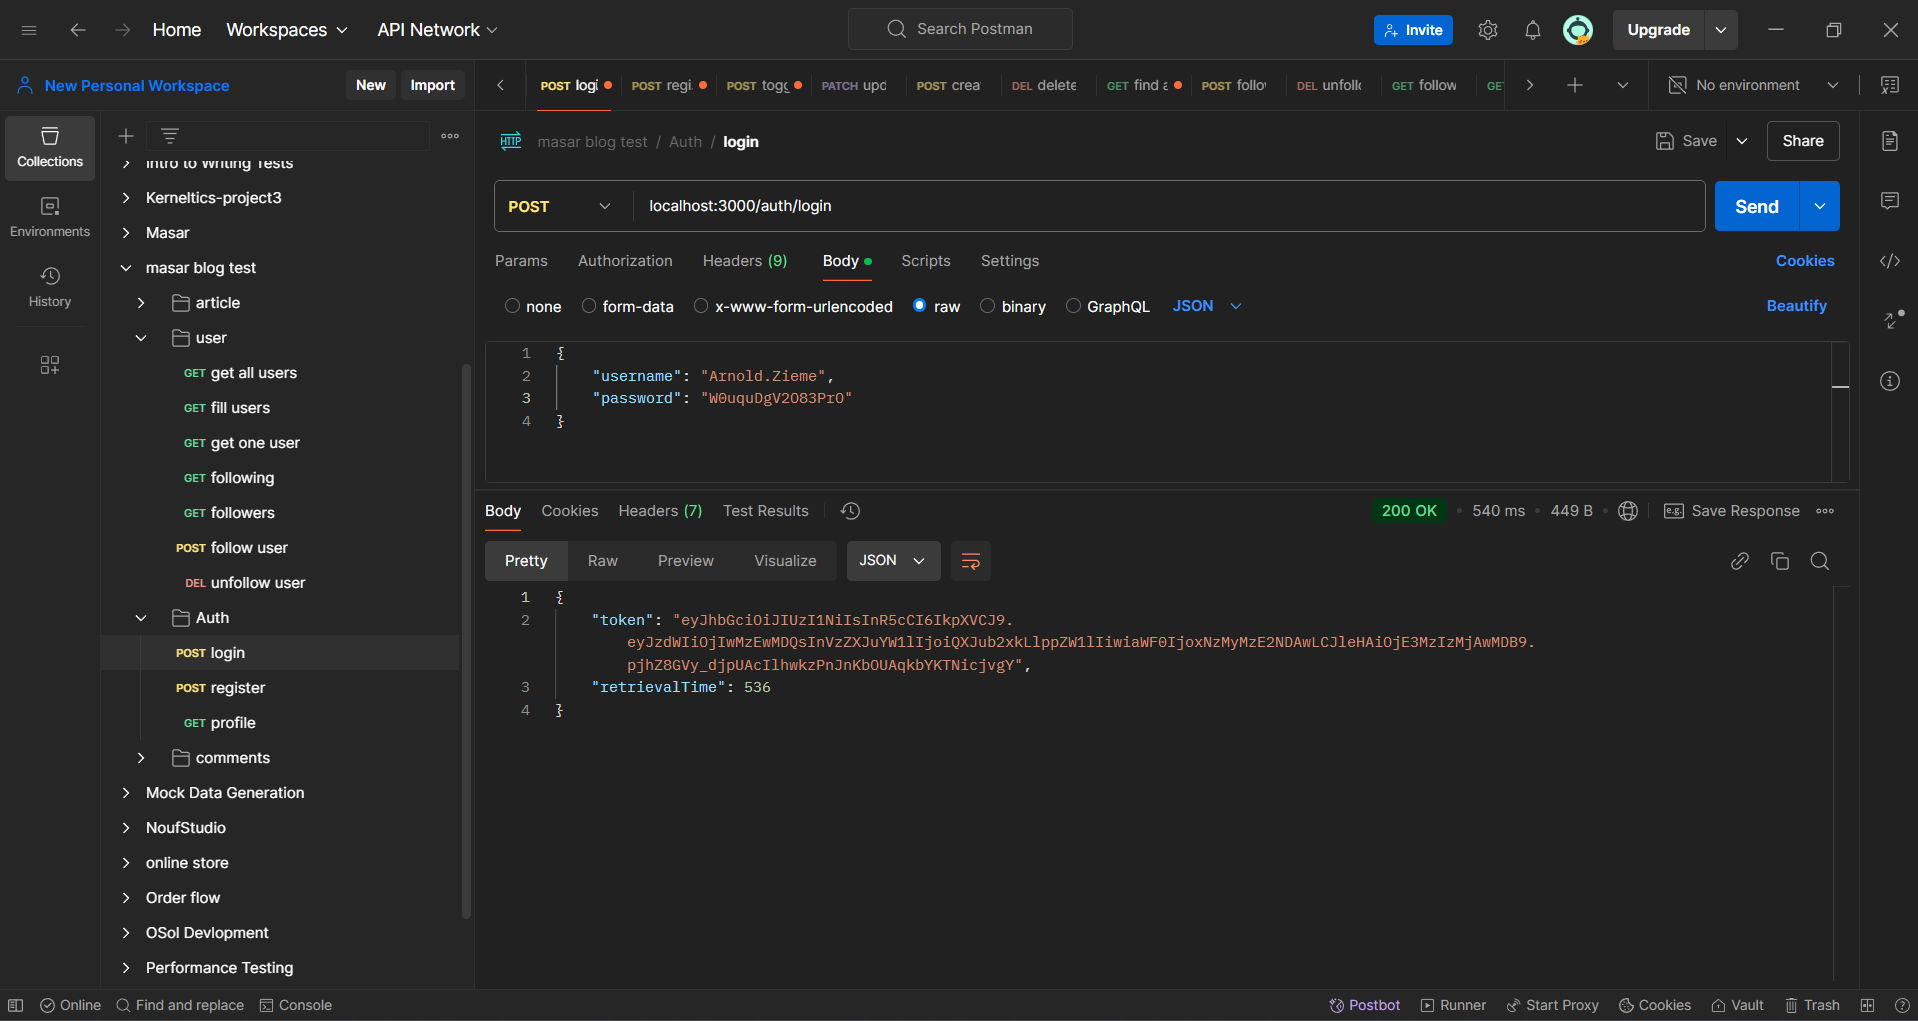 Home Workspaces API Network Search Postman Invite Upgrade
New Personal Workspace New Import
POST logi POST regi. POST togg PATCH upd POST crea DEL delete GET find a POST follo DEL unfollo GET follow GET No environment
Collections
Environments
History
Intro to Writing Tests
Kerneltics-project3
Masar
masar blog test
article
user
GET get all users
GET fill users
GET get one user
GET following
GET followers
POST follow user
DEL unfollow user
Auth
POST login
POST register
GET profile
comments
Mock Data Generation
NoufStudio
online store
Order flow
OSol Devlopment
Performance Testing
HTTP masar blog test / Auth / login Save Share
POST localhost:3000/auth/login Send
Params Authorization Headers (9) Body Scripts Settings Cookies
none form-data x-www-form-urlencoded raw binary GraphQL JSON Beautify
1 {
2 "username": "Arnold.Zieme",
3 "password": "W0uquDgV2O83PrO"
4 }
Body Cookies Headers (7) Test Results 200 OK 540 ms 449 B e.g. Save Response
Pretty Raw Preview Visualize JSON
1 {
2 "token": "eyJhbGciOiJIUzI1NiIsInR5cCI6IkpXVCJ9.
eyJzdWIiOjIwMzEwMDQsInVzZXJuYW1lIjoiQXJub2xkLlppZW1lIiwiaWF0IjoxNzMyMzE2NDAwLCJleHAiOjE3MzIzMjAwMDB9.
pjhZ8GVy_djpUAcIlhwkzPnJnKbOUAqkbYKTNicjvgY",
3 "retrievalTime": 536
4 }
Online Find and replace Console Postbot Runner Start Proxy Cookies Vault Trash